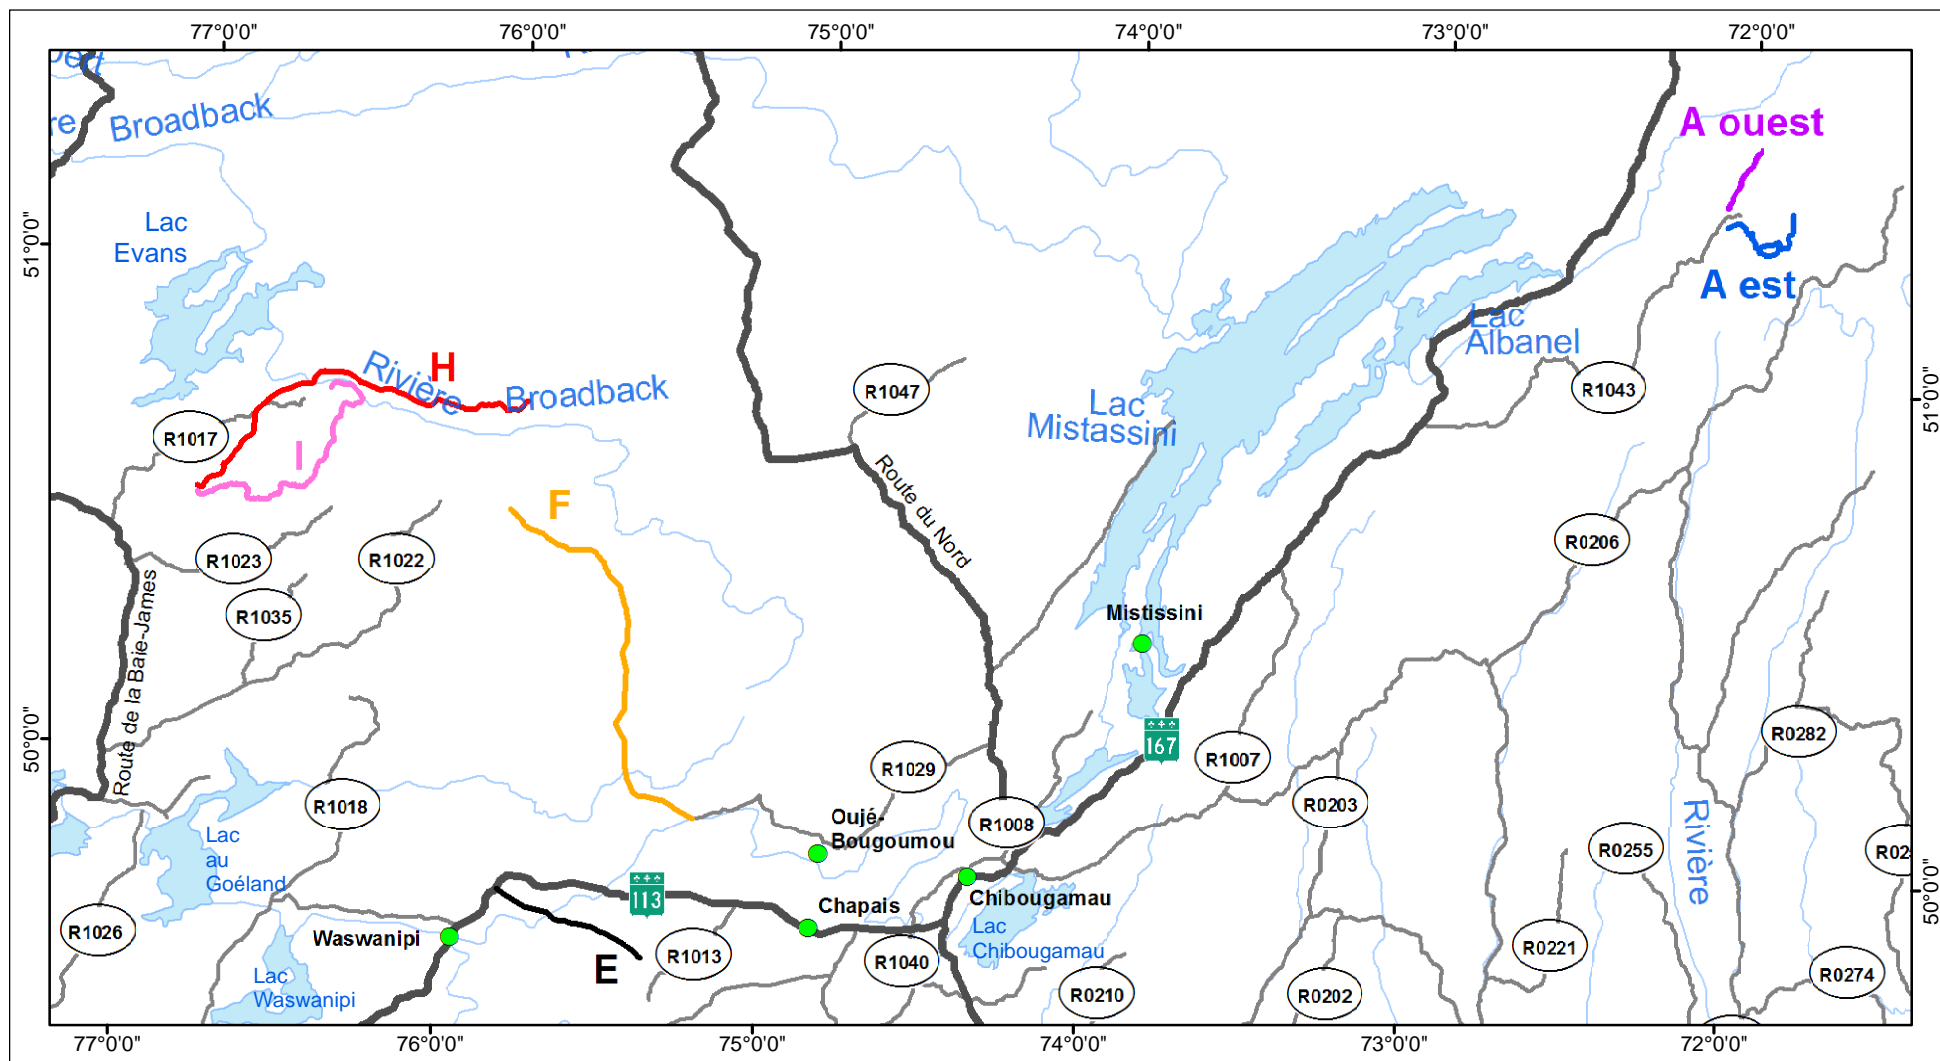 77°0'0"
76°0'0"
75°0'0"
74°0'0"
73°0'0"
72°0'0"
Broadback
A ouest
Lac
Evans
51°0'0"
A est
Lac
Albanel
H
Rivière
Broadback
R1047
R1043
51°0'0"
Lac
Mistassini
R1017
I
Route du Nord
F
R1023
R1022
R0206
R1035
Mistissini
Route de la Baie-James
50°0'0"
167
R1007
R0282
R1029
R1018
R0203
R1008
Oujé-
Bougoumou
Rivière
Lac
au
Goéland
R0255
113
Chapais
Chibougamau
50°0'0"
R1026
Waswanipi
Lac
Chibougamau
R1013
R1040
E
R0221
R0274
Lac
Waswanipi
R0210
R0202
77°0'0"
76°0'0"
75°0'0"
74°0'0"
73°0'0"
72°0'0"